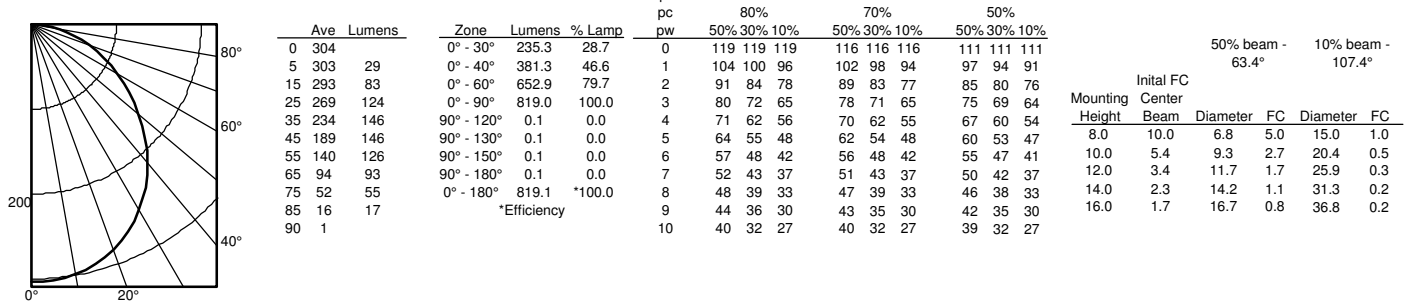 80°
60°
40°
200
0° 20°
Ave Lumens
0 304
5 303 29
15 293 83
25 269 124
35 234 146
45 189 146
55 140 126
65 94 93
75 52 55
85 16 17
90 1
Zone Lumens % Lamp
0° - 30° 235.3 28.7
0° - 40° 381.3 46.6
0° - 60° 652.9 79.7
0° - 90° 819.0 100.0
90° - 120° 0.1 0.0
90° - 130° 0.1 0.0
90° - 150° 0.1 0.0
90° - 180° 0.1 0.0
0° - 180° 819.1 *100.0
*Efficiency
pc 80% 70% 50%
pw 50% 30% 10% 50% 30% 10% 50% 30% 10%
0 119 119 119 116 116 116 111 111 111
1 104 100 96 102 98 94 97 94 91
2 91 84 78 89 83 77 85 80 76
3 80 72 65 78 71 65 75 69 64
4 71 62 56 70 62 55 67 60 54
5 64 55 48 62 54 48 60 53 47
6 57 48 42 56 48 42 55 47 41
7 52 43 37 51 43 37 50 42 37
8 48 39 33 47 39 33 46 38 33
9 44 36 30 43 35 30 42 35 30
10 40 32 27 40 32 27 39 32 27
50% beam - 10% beam -
63.4° 107.4°
Inital FC
Mounting Center
Height Beam Diameter FC Diameter FC
8.0 10.0 6.8 5.0 15.0 1.0
10.0 5.4 9.3 2.7 20.4 0.5
12.0 3.4 11.7 1.7 25.9 0.3
14.0 2.3 14.2 1.1 31.3 0.2
16.0 1.7 16.7 0.8 36.8 0.2